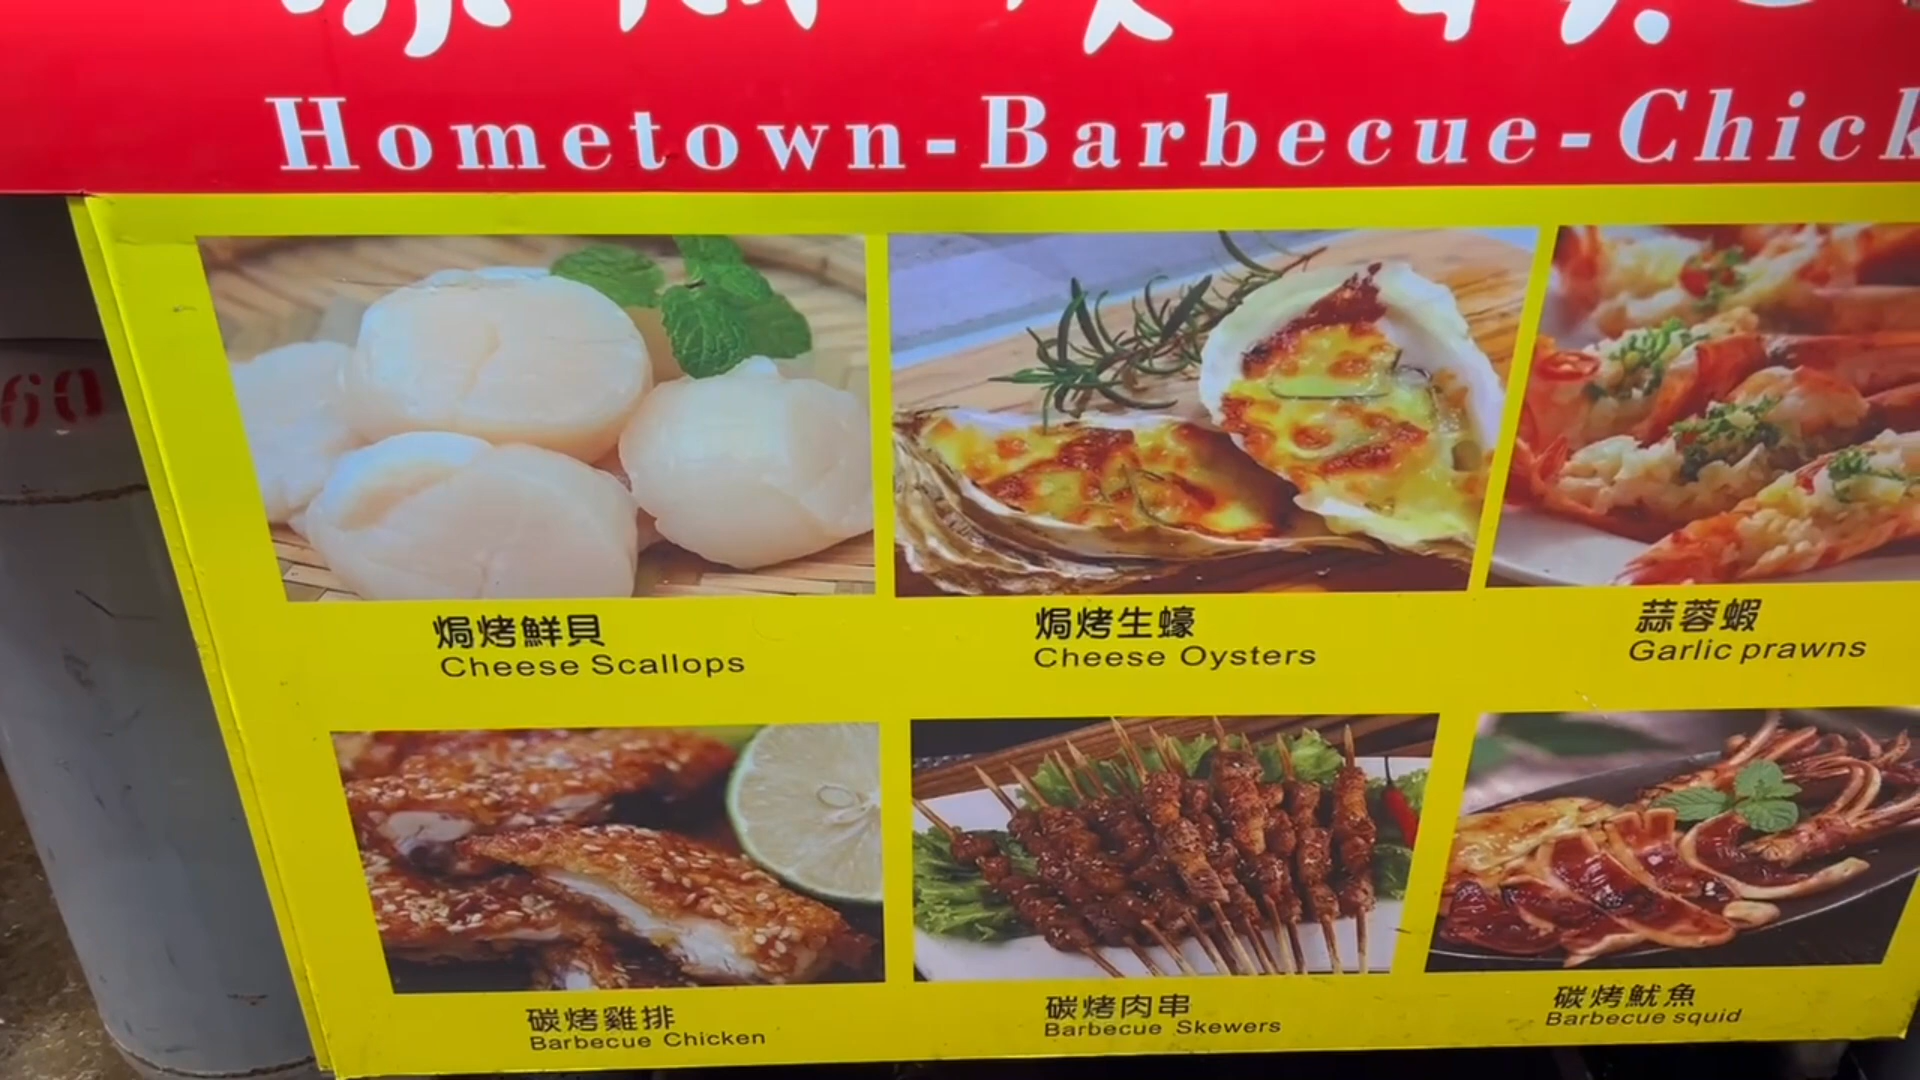 Hometown-Barbecue-Chick
60
焗烤鮮貝
Cheese Scallops
焗烤生蠔
Cheese Oysters
蒜蓉蝦
Garlic prawns
碳烤雞排
Barbecue Chicken
碳烤肉串
Barbecue Skewers
碳烤魷魚
Barbecue squid